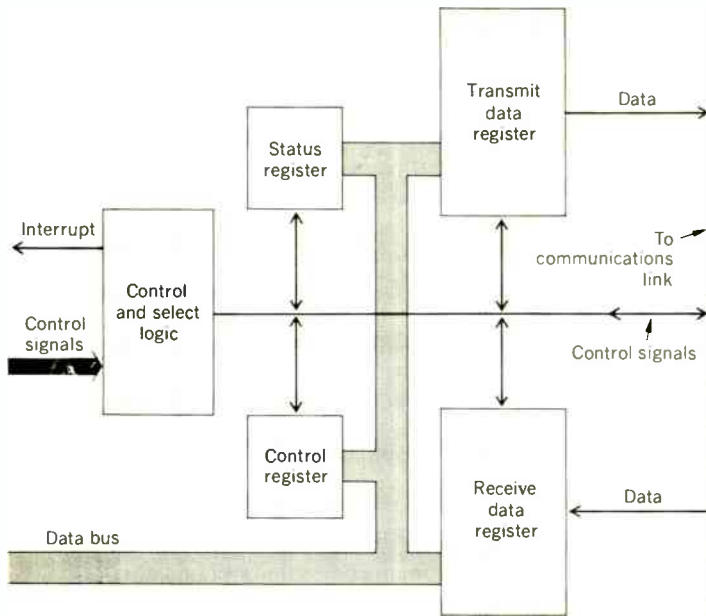 Transmit
data
register
Data
Status
register
Interrupt
To
communications
link
Control
and select
logic
Control
signals
Control signals
Control
register
Receive
data
register
Data
Data bus